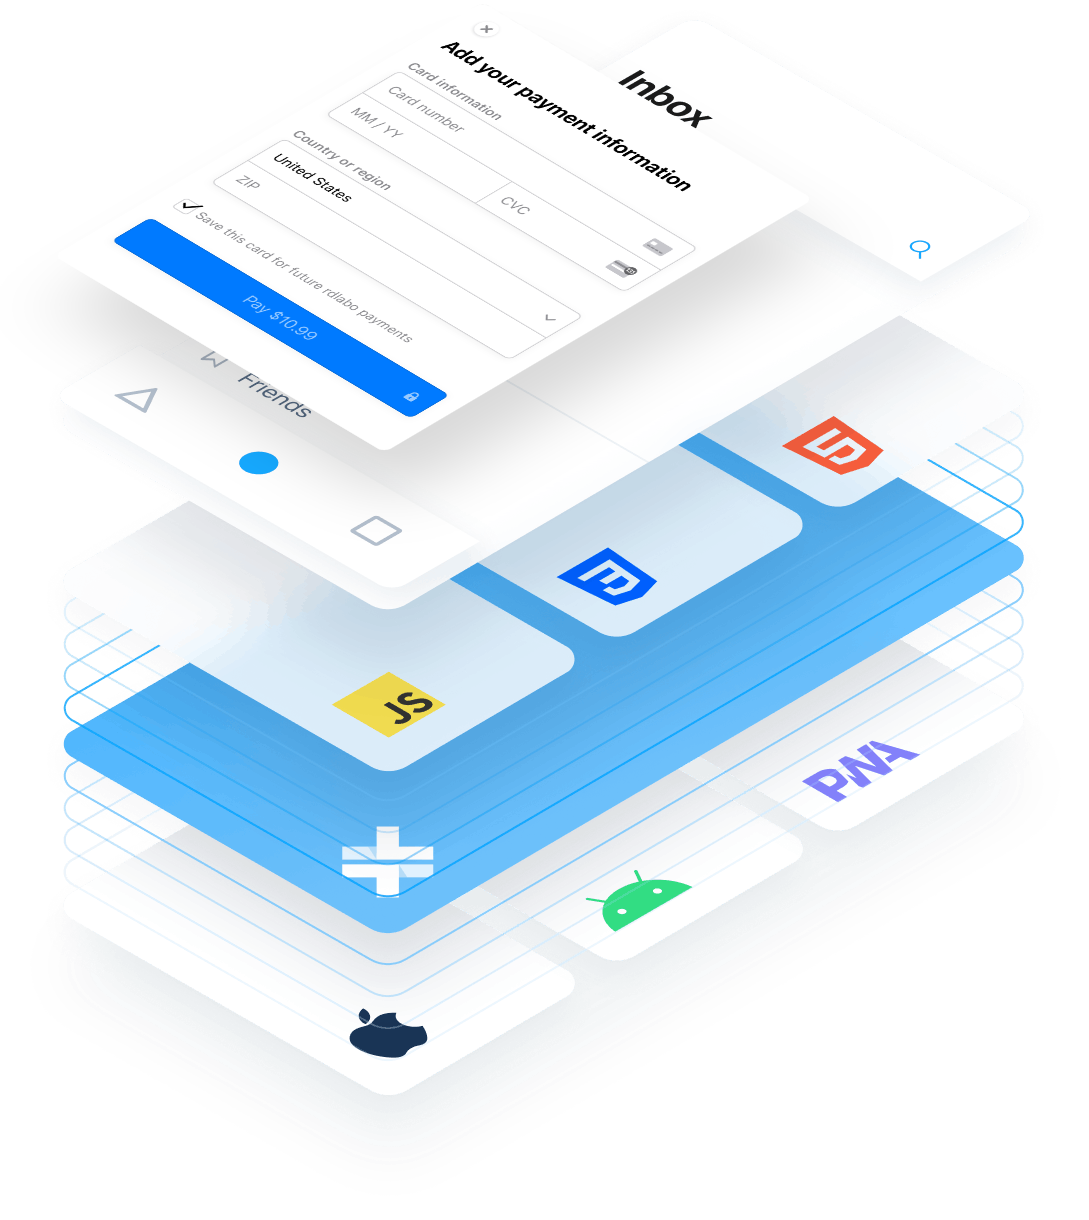 Add your payment information
Card information
Card number
MM / YY
CVC
Country or region
United States
ZIP
Save this card for future rdlabo payments
Pay $10.99
Inbox
Friends
JS
PWA